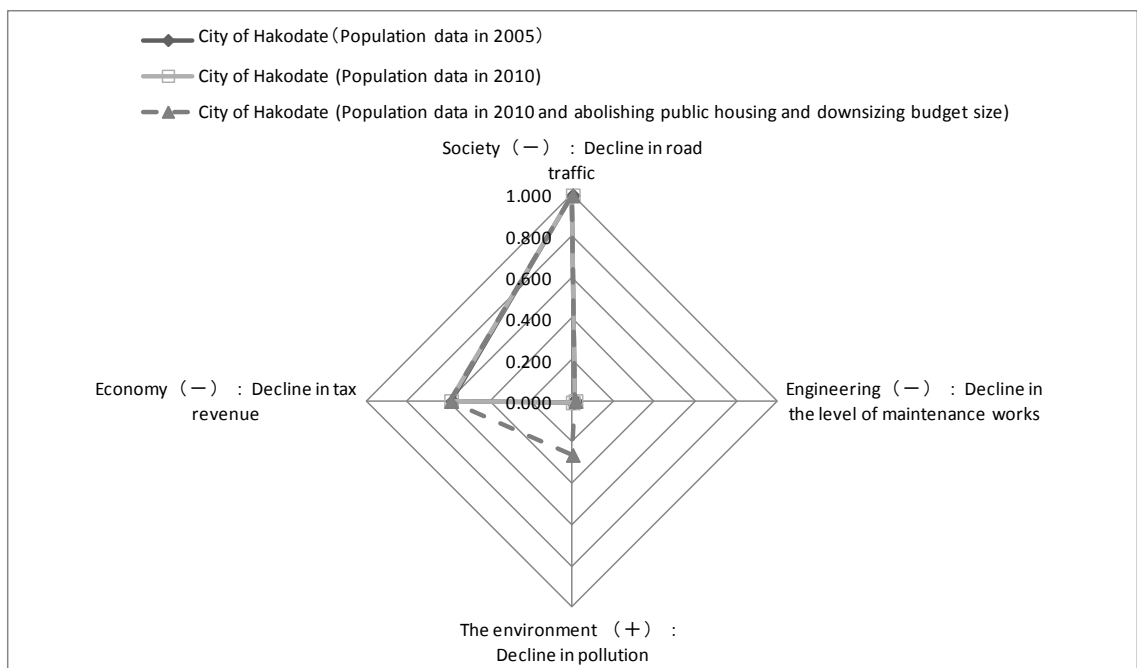 City of Hakodate（Population data in 2005）
City of Hakodate (Population data in 2010)
City of Hakodate (Population data in 2010 and abolishing public housing and downsizing budget size)
Society （－） : Decline in road
traffic
1.000
0.800
0.600
0.400
0.200
0.000
Economy （－） : Decline in tax
revenue
Engineering （－） : Decline in
the level of maintenance works
The environment （＋） :
Decline in pollution